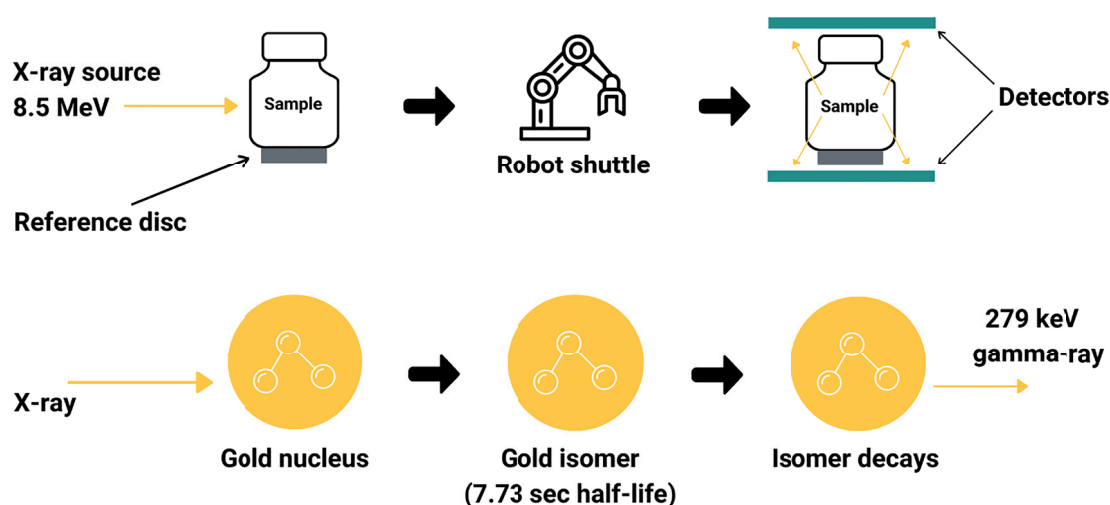 X-ray source
8.5 MeV
Sample
Robot shuttle
Sample
Detectors
Reference disc
X-ray
Gold nucleus
Gold isomer
(7.73 sec half-life)
Isomer decays
279 keV
gamma-ray